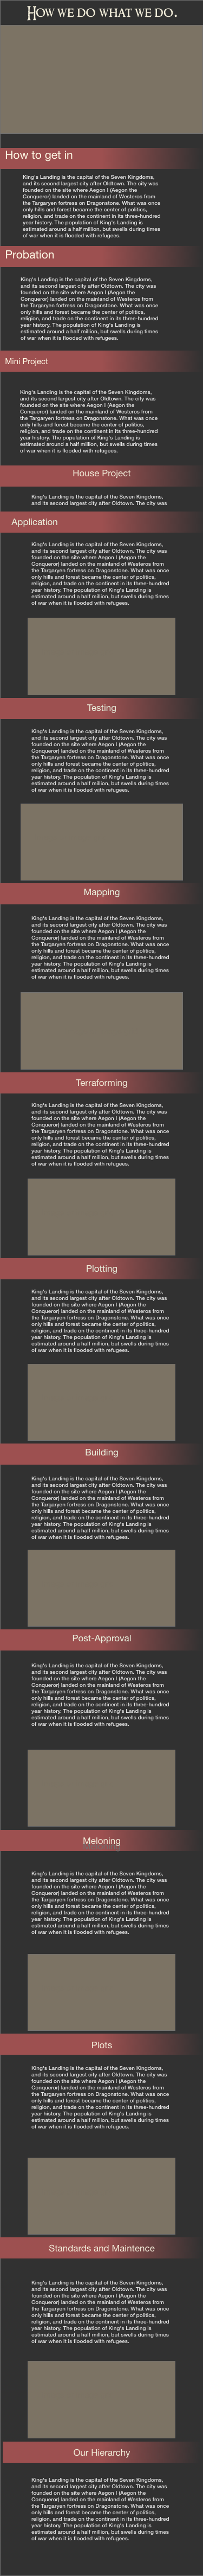 How we do what we do.
How to get in
King's Landing is the capital of the Seven Kingdoms,
and its second largest city after Oldtown. The city was
founded on the site where Aegon I (Aegon the
Conqueror) landed on the mainland of Westeros from
the Targaryen fortress on Dragonstone. What was once
only hills and forest became the center of politics,
religion, and trade on the continent in its three-hundred
year history. The population of King's Landing is
estimated around a half million, but swells during times
of war when it is flooded with refugees.
Probation
King's Landing is the capital of the Seven Kingdoms,
and its second largest city after Oldtown. The city was
founded on the site where Aegon I (Aegon the
Conqueror) landed on the mainland of Westeros from
the Targaryen fortress on Dragonstone. What was once
only hills and forest became the center of politics,
religion, and trade on the continent in its three-hundred
year history. The population of King's Landing is
estimated around a half million, but swells during times
of war when it is flooded with refugees.
Mini Project
King's Landing is the capital of the Seven Kingdoms,
and its second largest city after Oldtown. The city was
founded on the site where Aegon I (Aegon the
Conqueror) landed on the mainland of Westeros from
the Targaryen fortress on Dragonstone. What was once
only hills and forest became the center of politics,
religion, and trade on the continent in its three-hundred
year history. The population of King's Landing is
estimated around a half million, but swells during times
of war when it is flooded with refugees.
House Project
King's Landing is the capital of the Seven Kingdoms,
and its second largest city after Oldtown. The city was
Application
King's Landing is the capital of the Seven Kingdoms,
and its second largest city after Oldtown. The city was
founded on the site where Aegon I (Aegon the
Conqueror) landed on the mainland of Westeros from
the Targaryen fortress on Dragonstone. What was once
only hills and forest became the center of politics,
religion, and trade on the continent in its three-hundred
year history. The population of King's Landing is
estimated around a half million, but swells during times
of war when it is flooded with refugees.
Testing
King's Landing is the capital of the Seven Kingdoms,
and its second largest city after Oldtown. The city was
founded on the site where Aegon I (Aegon the
Conqueror) landed on the mainland of Westeros from
the Targaryen fortress on Dragonstone. What was once
only hills and forest became the center of politics,
religion, and trade on the continent in its three-hundred
year history. The population of King's Landing is
estimated around a half million, but swells during times
of war when it is flooded with refugees.
Mapping
King's Landing is the capital of the Seven Kingdoms,
and its second largest city after Oldtown. The city was
founded on the site where Aegon I (Aegon the
Conqueror) landed on the mainland of Westeros from
the Targaryen fortress on Dragonstone. What was once
only hills and forest became the center of politics,
religion, and trade on the continent in its three-hundred
year history. The population of King's Landing is
estimated around a half million, but swells during times
of war when it is flooded with refugees.
Terraforming
King's Landing is the capital of the Seven Kingdoms,
and its second largest city after Oldtown. The city was
founded on the site where Aegon I (Aegon the
Conqueror) landed on the mainland of Westeros from
the Targaryen fortress on Dragonstone. What was once
only hills and forest became the center of politics,
religion, and trade on the continent in its three-hundred
year history. The population of King's Landing is
estimated around a half million, but swells during times
of war when it is flooded with refugees.
Plotting
King's Landing is the capital of the Seven Kingdoms,
and its second largest city after Oldtown. The city was
founded on the site where Aegon I (Aegon the
Conqueror) landed on the mainland of Westeros from
the Targaryen fortress on Dragonstone. What was once
only hills and forest became the center of politics,
religion, and trade on the continent in its three-hundred
year history. The population of King's Landing is
estimated around a half million, but swells during times
of war when it is flooded with refugees.
Building
King's Landing is the capital of the Seven Kingdoms,
and its second largest city after Oldtown. The city was
founded on the site where Aegon I (Aegon the
Conqueror) landed on the mainland of Westeros from
the Targaryen fortress on Dragonstone. What was once
only hills and forest became the center of politics,
religion, and trade on the continent in its three-hundred
year history. The population of King's Landing is
estimated around a half million, but swells during times
of war when it is flooded with refugees.
Post-Approval
King's Landing is the capital of the Seven Kingdoms,
and its second largest city after Oldtown. The city was
founded on the site where Aegon I (Aegon the
Conqueror) landed on the mainland of Westeros from
the Targaryen fortress on Dragonstone. What was once
only hills and forest became the center of politics,
religion, and trade on the continent in its three-hundred
year history. The population of King's Landing is
estimated around a half million, but swells during times
of war when it is flooded with refugees.
Meloning
King's Landing is the capital of the Seven Kingdoms,
and its second largest city after Oldtown. The city was
founded on the site where Aegon I (Aegon the
Conqueror) landed on the mainland of Westeros from
the Targaryen fortress on Dragonstone. What was once
only hills and forest became the center of politics,
religion, and trade on the continent in its three-hundred
year history. The population of King's Landing is
estimated around a half million, but swells during times
of war when it is flooded with refugees.
Plots
King's Landing is the capital of the Seven Kingdoms,
and its second largest city after Oldtown. The city was
founded on the site where Aegon I (Aegon the
Conqueror) landed on the mainland of Westeros from
the Targaryen fortress on Dragonstone. What was once
only hills and forest became the center of politics,
religion, and trade on the continent in its three-hundred
year history. The population of King's Landing is
estimated around a half million, but swells during times
of war when it is flooded with refugees.
Standards and Maintence
King's Landing is the capital of the Seven Kingdoms,
and its second largest city after Oldtown. The city was
founded on the site where Aegon I (Aegon the
Conqueror) landed on the mainland of Westeros from
the Targaryen fortress on Dragonstone. What was once
only hills and forest became the center of politics,
religion, and trade on the continent in its three-hundred
year history. The population of King's Landing is
estimated around a half million, but swells during times
of war when it is flooded with refugees.
Our Hierarchy
King's Landing is the capital of the Seven Kingdoms,
and its second largest city after Oldtown. The city was
founded on the site where Aegon I (Aegon the
Conqueror) landed on the mainland of Westeros from
the Targaryen fortress on Dragonstone. What was once
only hills and forest became the center of politics,
religion, and trade on the continent in its three-hundred
year history. The population of King's Landing is
estimated around a half million, but swells during times
of war when it is flooded with refugees.